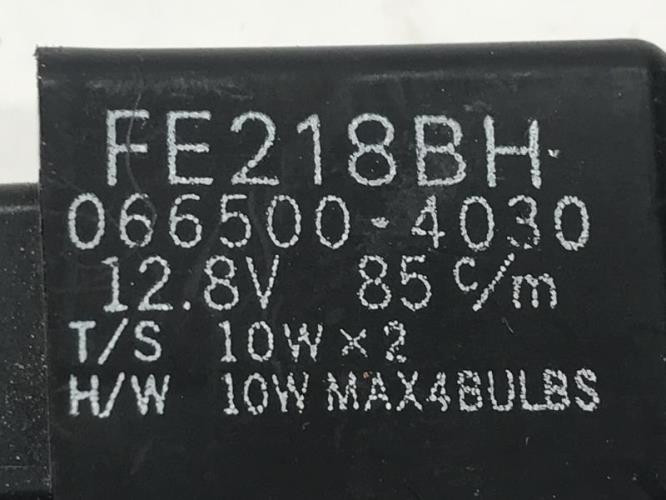 FE218BH
066500-4030
12.8V 85 c/m
T/S 10W×2
H/W 10W MAX4BULBS